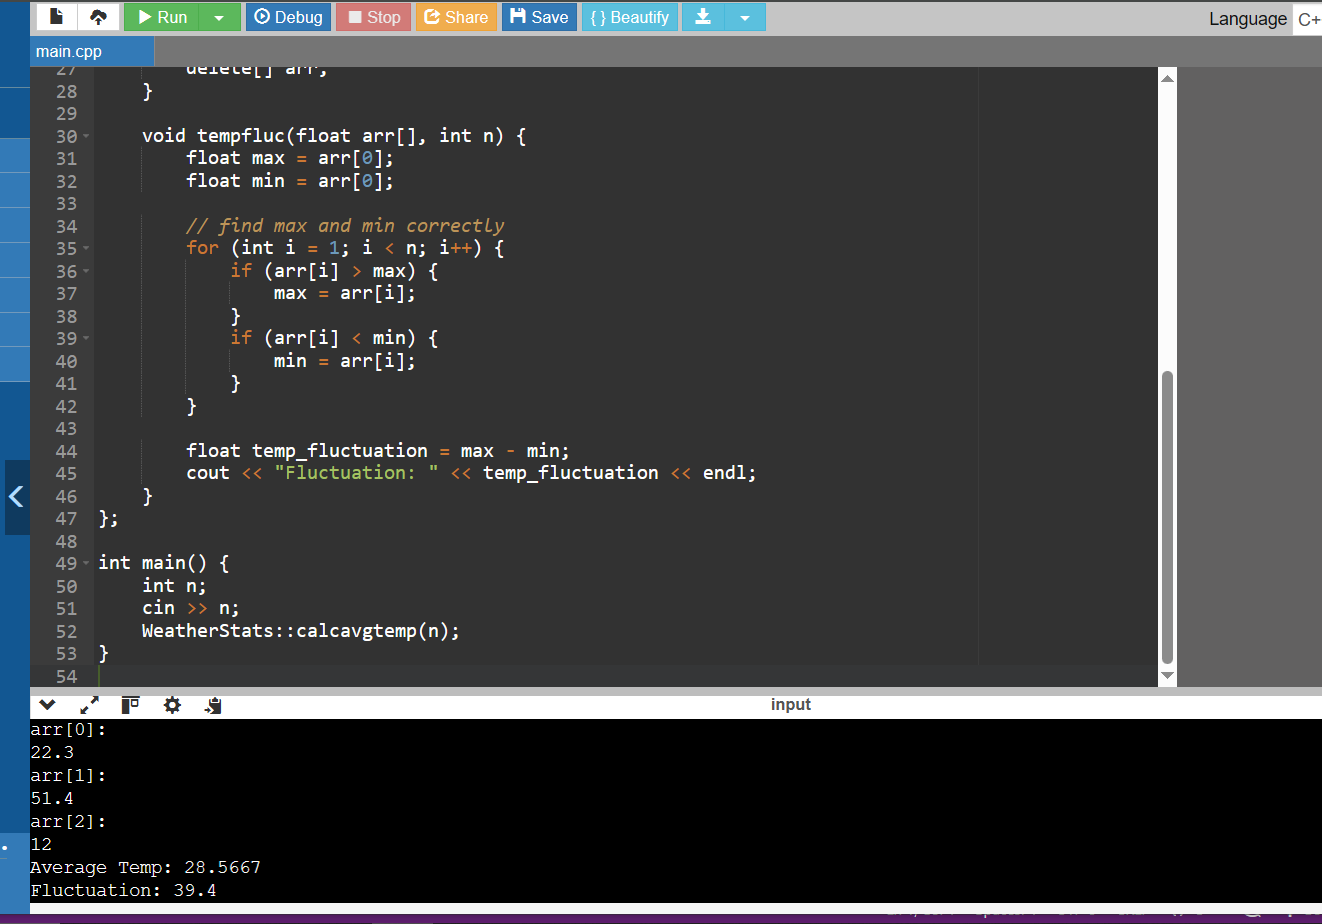 Run Debug Stop Share Save { } Beautify Language C+
main.cpp
27 delete[] arr;
28 }
29
30 void tempfluc(float arr[], int n) {
31 float max = arr[0];
32 float min = arr[0];
33
34 // find max and min correctly
35 for (int i = 1; i < n; i++) {
36 if (arr[i] > max) {
37 max = arr[i];
38 }
39 if (arr[i] < min) {
40 min = arr[i];
41 }
42 }
43
44 float temp_fluctuation = max - min;
45 cout << "Fluctuation: " << temp_fluctuation << endl;
46 }
47 };
48
49 int main() {
50 int n;
51 cin >> n;
52 WeatherStats::calcavgtemp(n);
53 }
54
input
arr[0]:
22.3
arr[1]:
51.4
arr[2]:
12
Average Temp: 28.5667
Fluctuation: 39.4